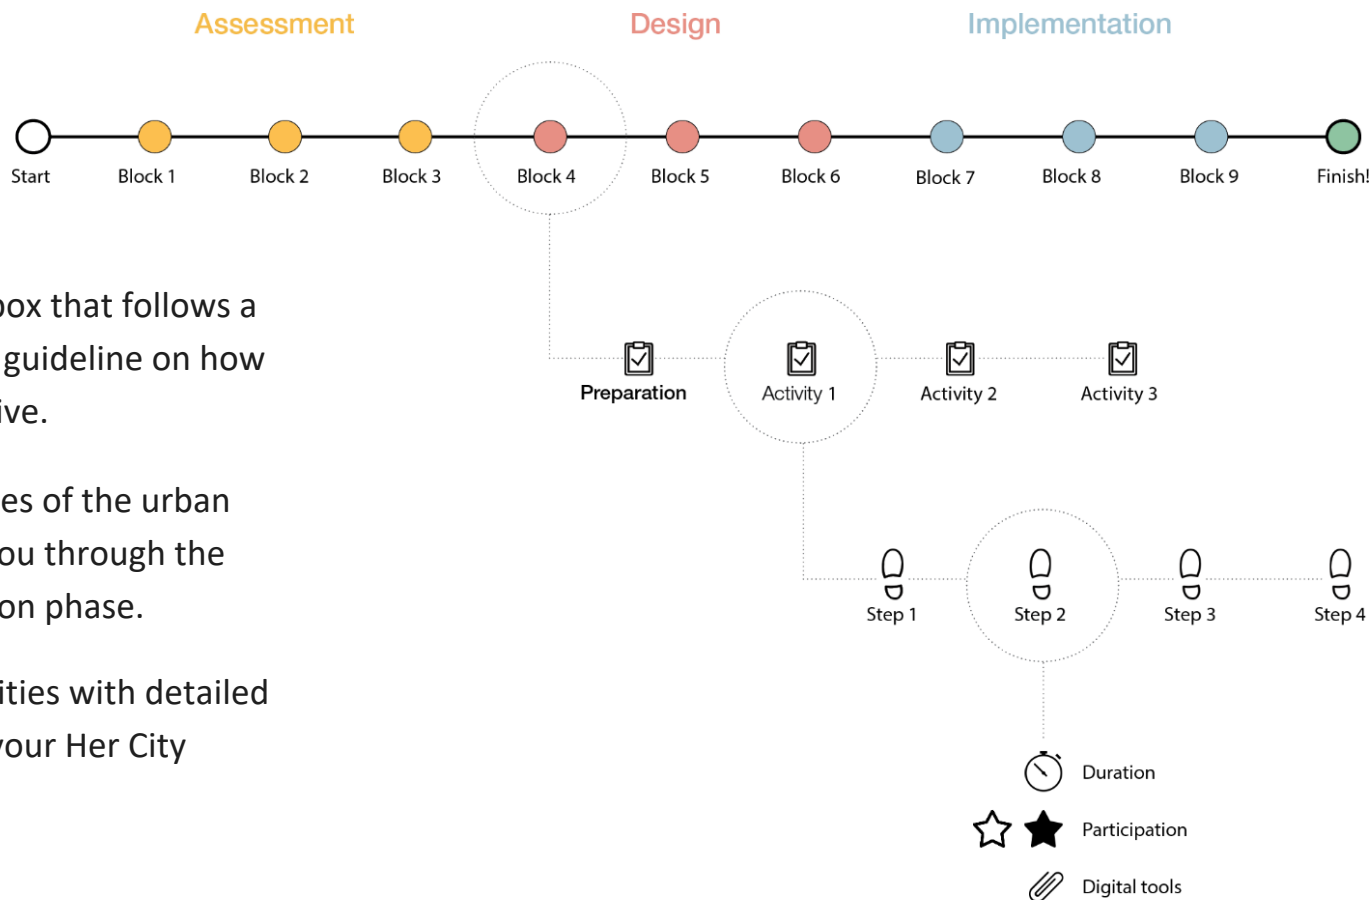 Assessment
Design
Implementation
Start
Block 1
Block 2
Block 3
Block 4
Block 5
Block 6
Block 7
Block 8
Block 9
Finish!
box that follows a
guideline on how
ive.
es of the urban
ou through the
on phase.
ities with detailed
your Her City
Preparation
Activity 1
Activity 2
Activity 3
Step 1
Step 2
Step 3
Step 4
Duration
Participation
Digital tools